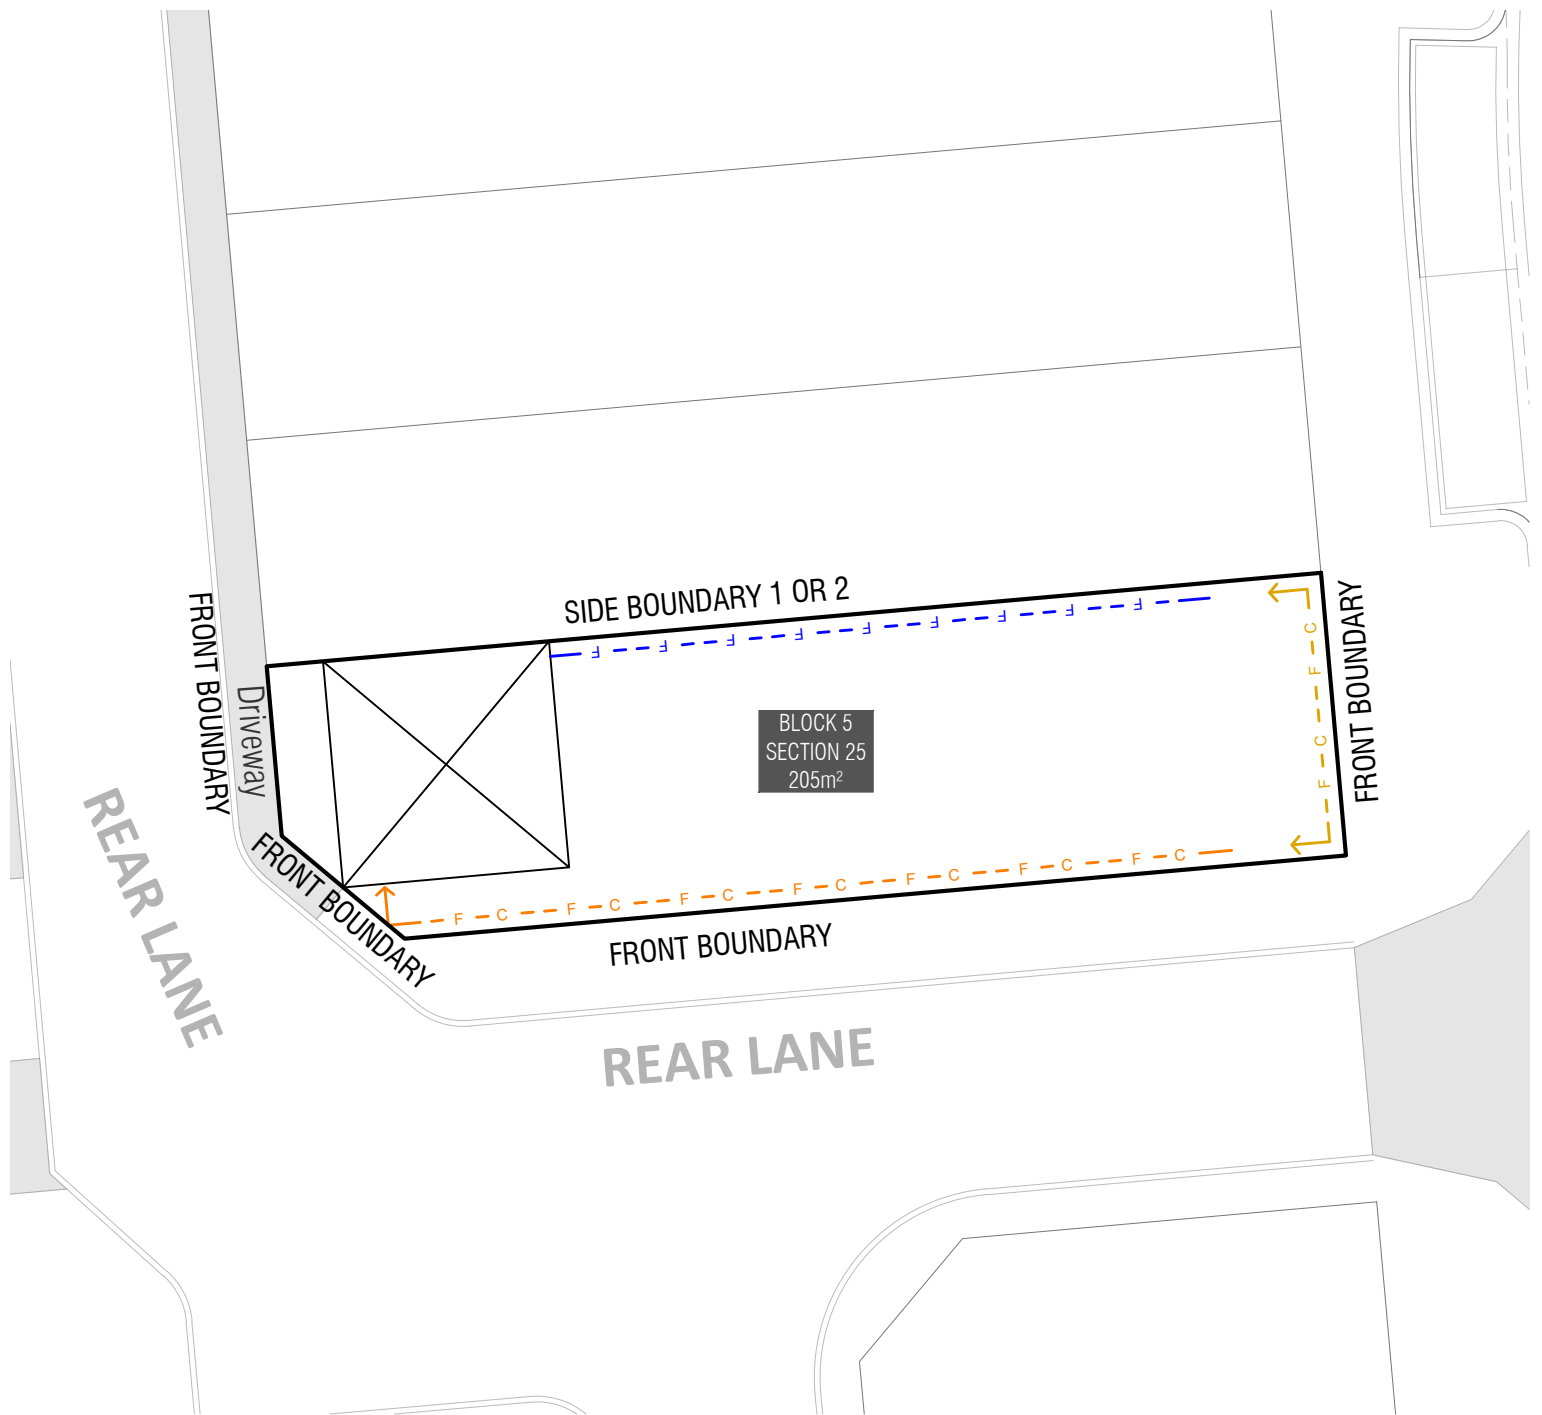 SIDE BOUNDARY 1 OR 2
F F F F F F F F F
FRONT BOUNDARY
Driveway
C F C F
FRONT BOUNDARY
BLOCK 5
SECTION 25
205m²
FRONT BOUNDARY
F C F C F C F C F C F C F C
FRONT BOUNDARY
REAR LANE
REAR LANE